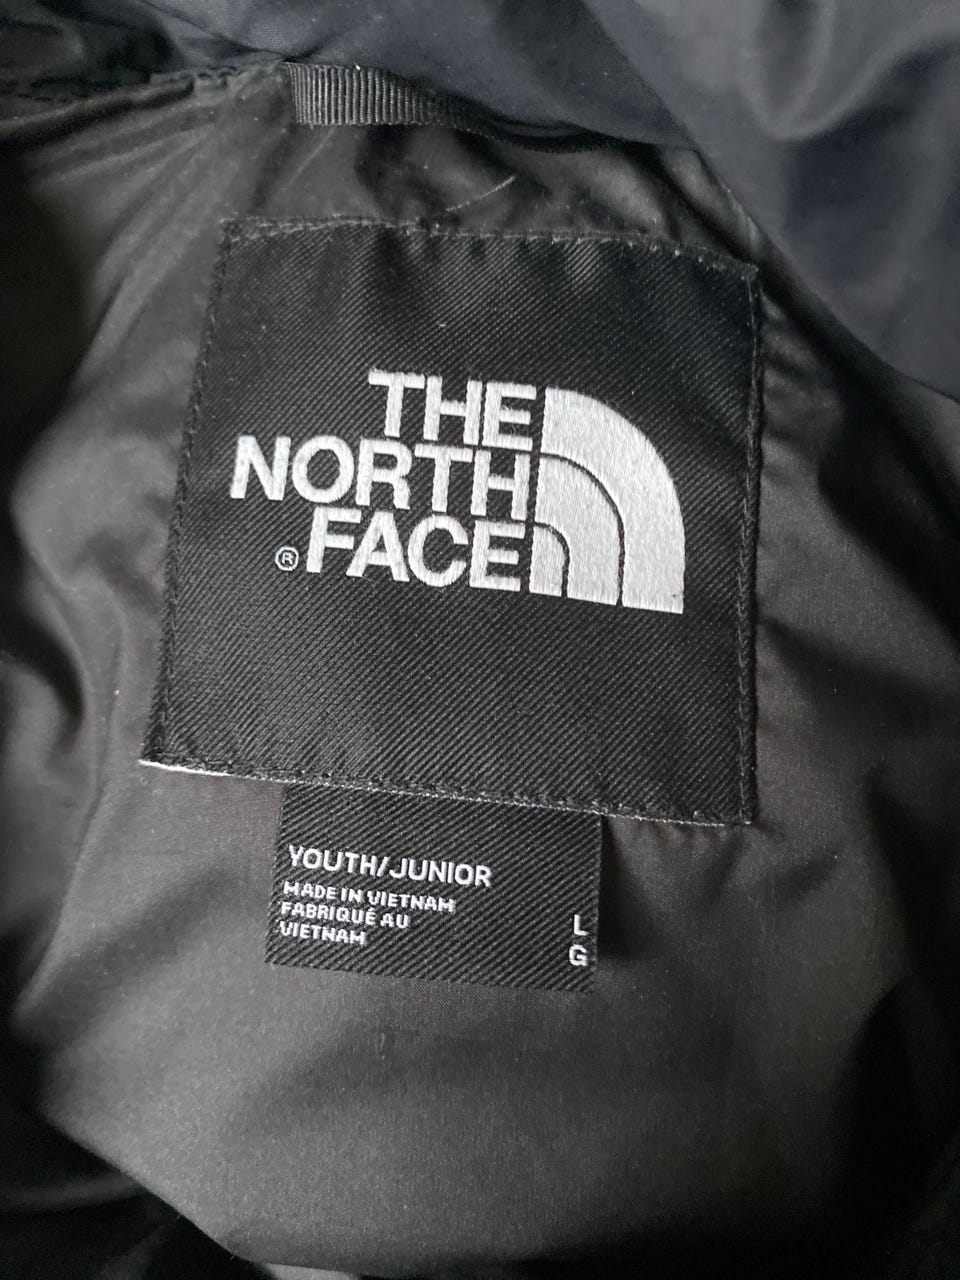 THE
NORTH
FACE
®
YOUTH/JUNIOR
MADE IN VIETNAM
FABRIQUÉ AU
VIETNAM
L
G